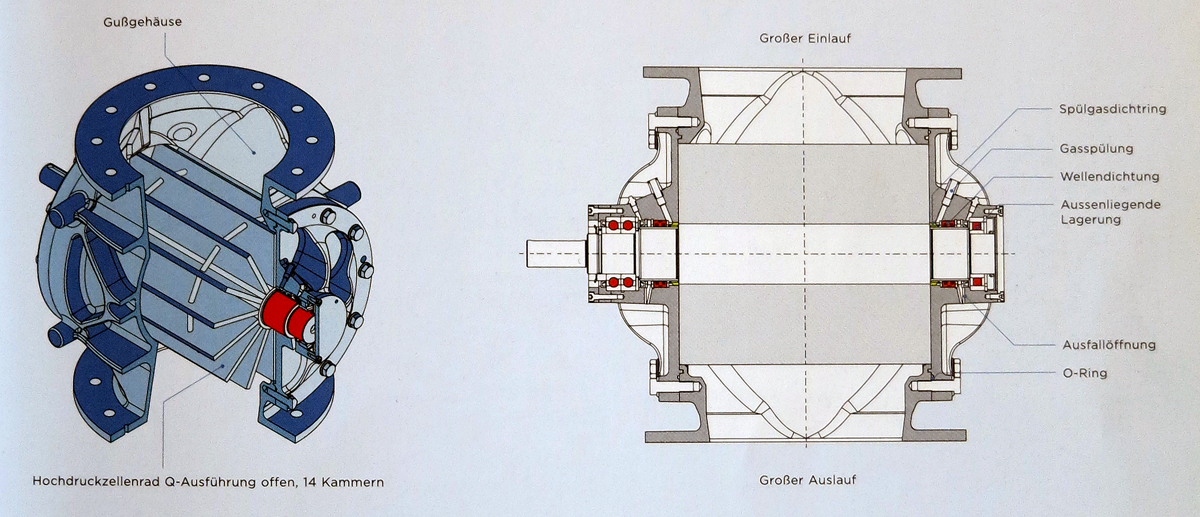 Gußgehäuse
Großer Einlauf
Spülgasdichtring
Gasspülung
Wellendichtung
Aussenliegende
Lagerung
Ausfallöffnung
O-Ring
Hochdruckzellenrad Q-Ausführung offen, 14 Kammern
Großer Auslauf